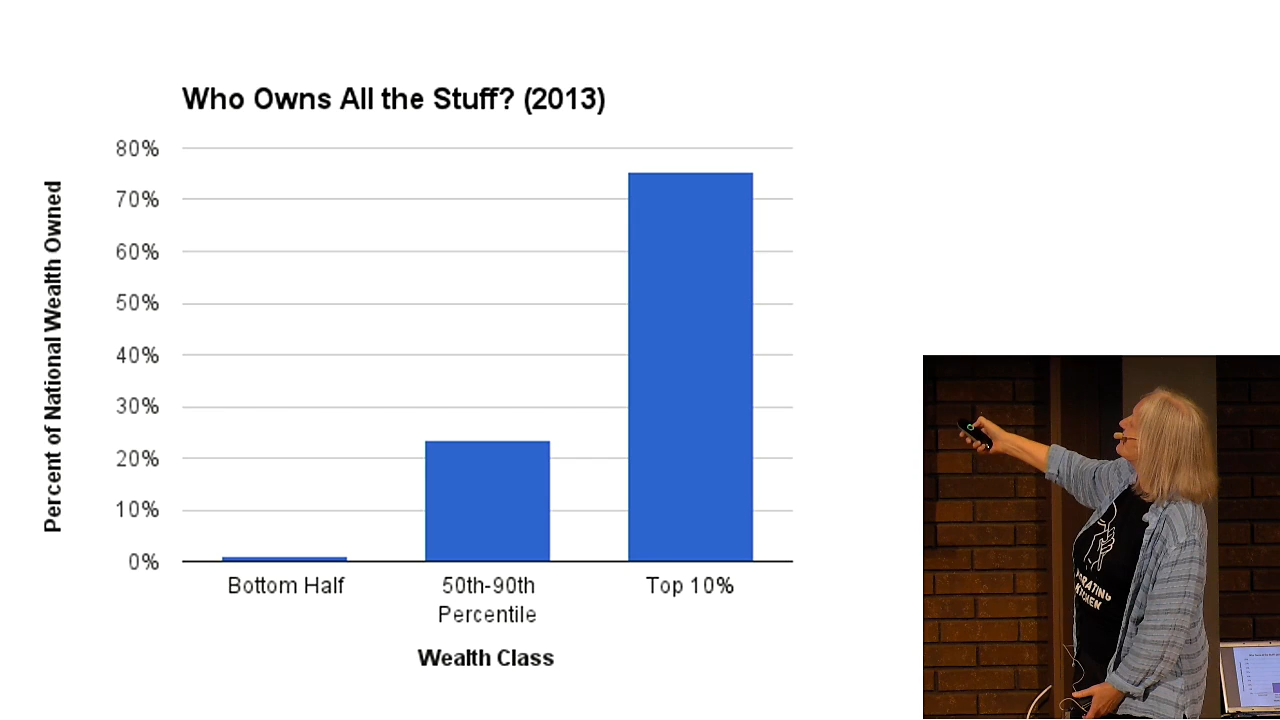 Who Owns All the Stuff? (2013)
Percent of National Wealth Owned
80%
70%
60%
50%
40%
30%
20%
10%
0%
Bottom Half
50th-90th
Percentile
Top 10%
Wealth Class